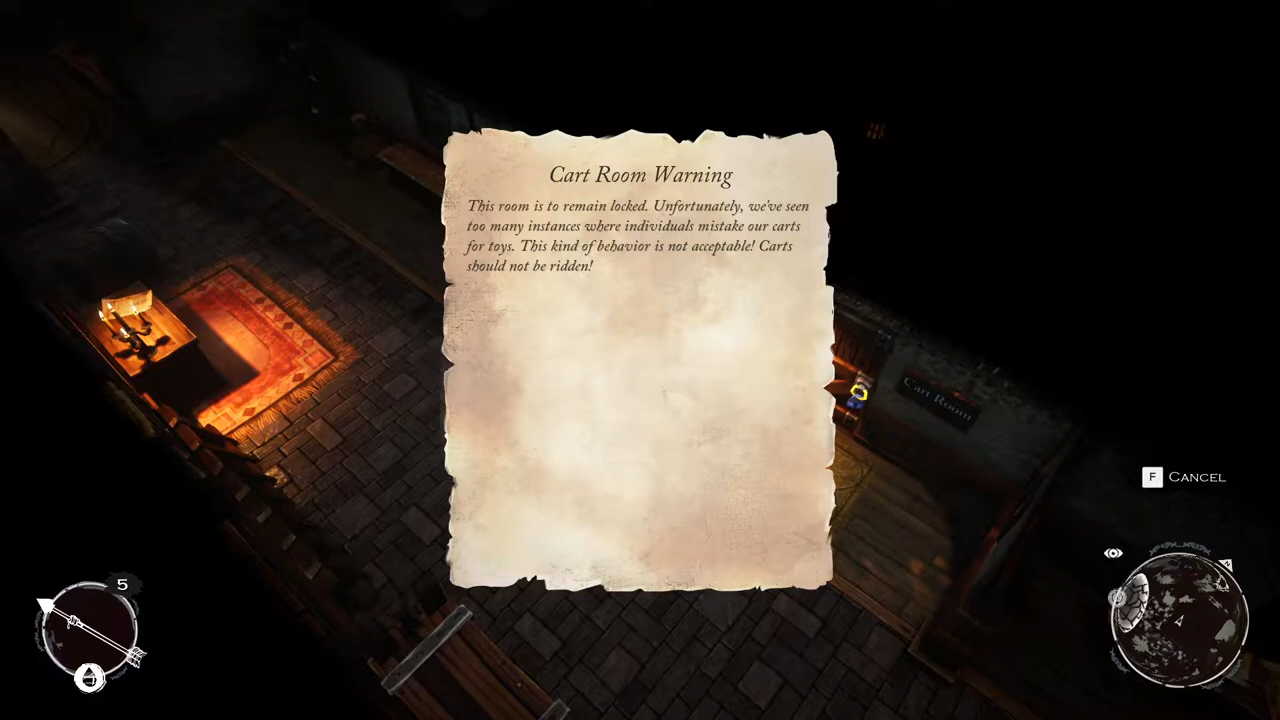 Cart Room Warning
This room is to remain locked. Unfortunately, we've seen
too many instances where individuals mistake our carts
for toys. This kind of behavior is not acceptable! Carts
should not be ridden!
Cart Room
F CANCEL
5